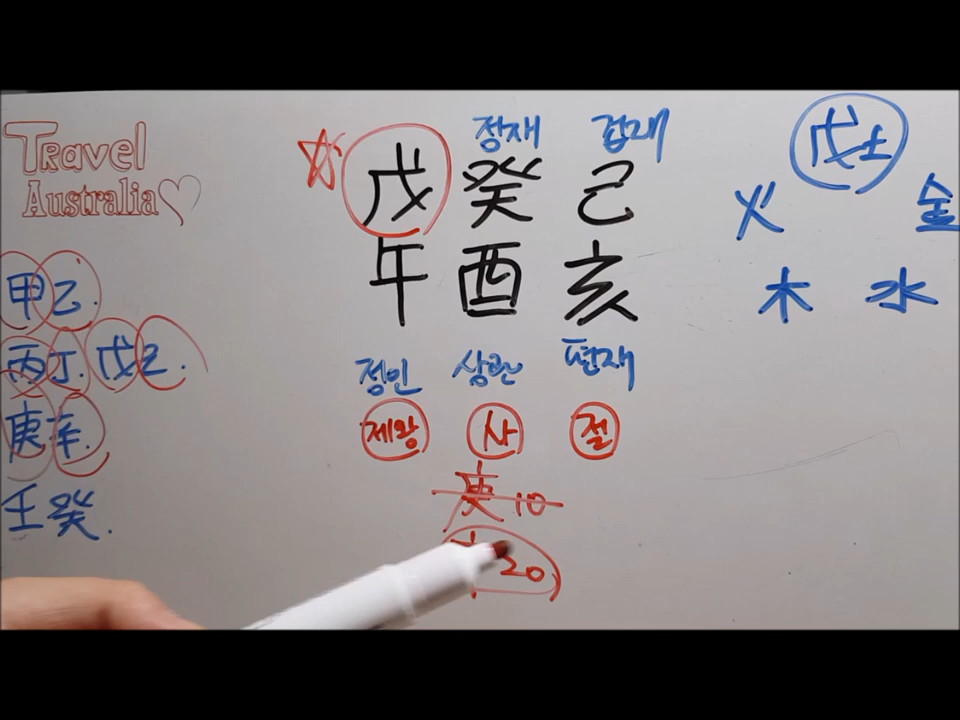 Travel
Australia
정재 겁재
戊癸己
午酉亥
정인 상관 편재
제왕 사 절
庚 10
20
甲乙.
丙丁. 戊己.
庚辛.
壬癸.
戊土
火 金
木 水